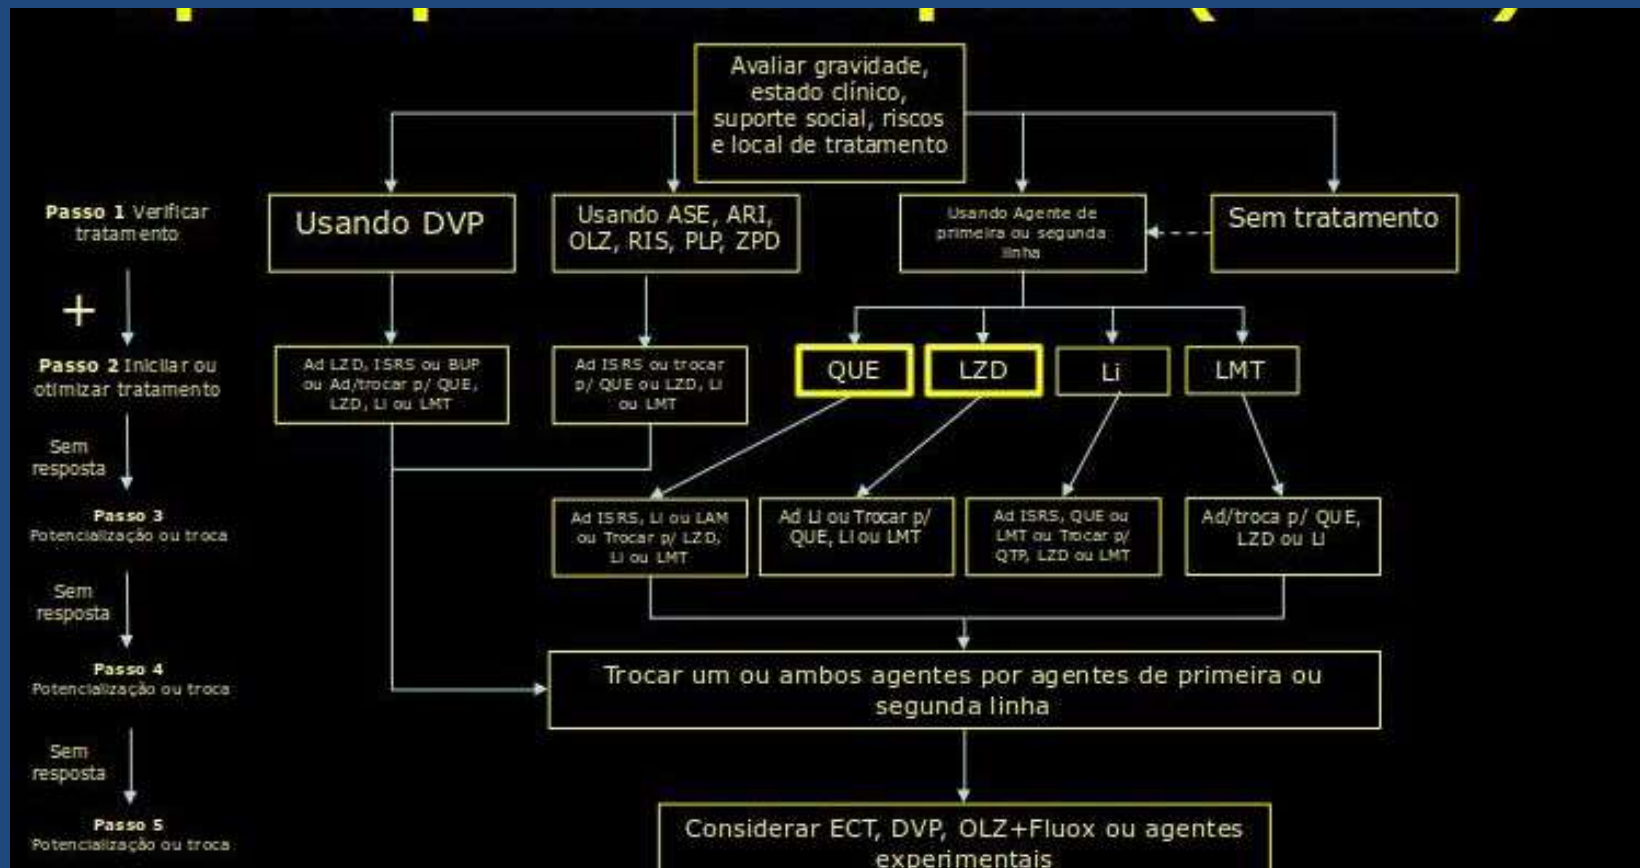 Avaliar gravidade,
estado clínico,
suporte social, riscos
e local de tratamento
Passo 1 Verificar
tratamento
Usando DVP
Usando ASE, ARI,
OLZ, RIS, PLP, ZPD
Usando Agente de
primeira ou segunda
linha
Sem tratamento
+
Passo 2 Iniciar ou
otimizar tratamento
Ad LZD, ISRS ou BUP
ou Ad/trocar p/ QUE,
LZD, Li ou LMT
Ad ISRS ou trocar
p/ QUE ou LZD, Li
ou LMT
QUE
LZD
Li
LMT
Sem
resposta
Passo 3
Potencialização ou troca
Ad ISRS, Li ou LAM
ou Trocar p/ LZD,
Li ou LMT
Ad Li ou Trocar p/
QUE, Li ou LMT
Ad ISRS, QUE ou
LMT ou Trocar p/
QTP, LZD ou LMT
Ad/troca p/ QUE,
LZD ou Li
Sem
resposta
Passo 4
Potencialização ou troca
Trocar um ou ambos agentes por agentes de primeira ou
segunda linha
Sem
resposta
Passo 5
Potencialização ou troca
Considerar ECT, DVP, OLZ+Fluox ou agentes
experimentais